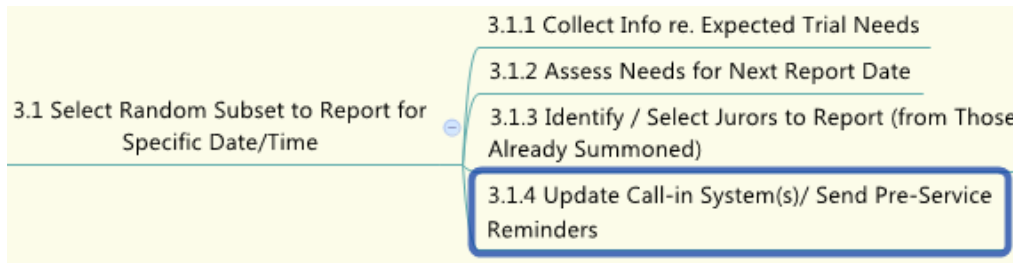 3.1 Select Random Subset to Report for
Specific Date/Time
3.1.1 Collect Info re. Expected Trial Needs
3.1.2 Assess Needs for Next Report Date
3.1.3 Identify / Select Jurors to Report (from Those
Already Summoned)
3.1.4 Update Call-in System(s)/ Send Pre-Service
Reminders